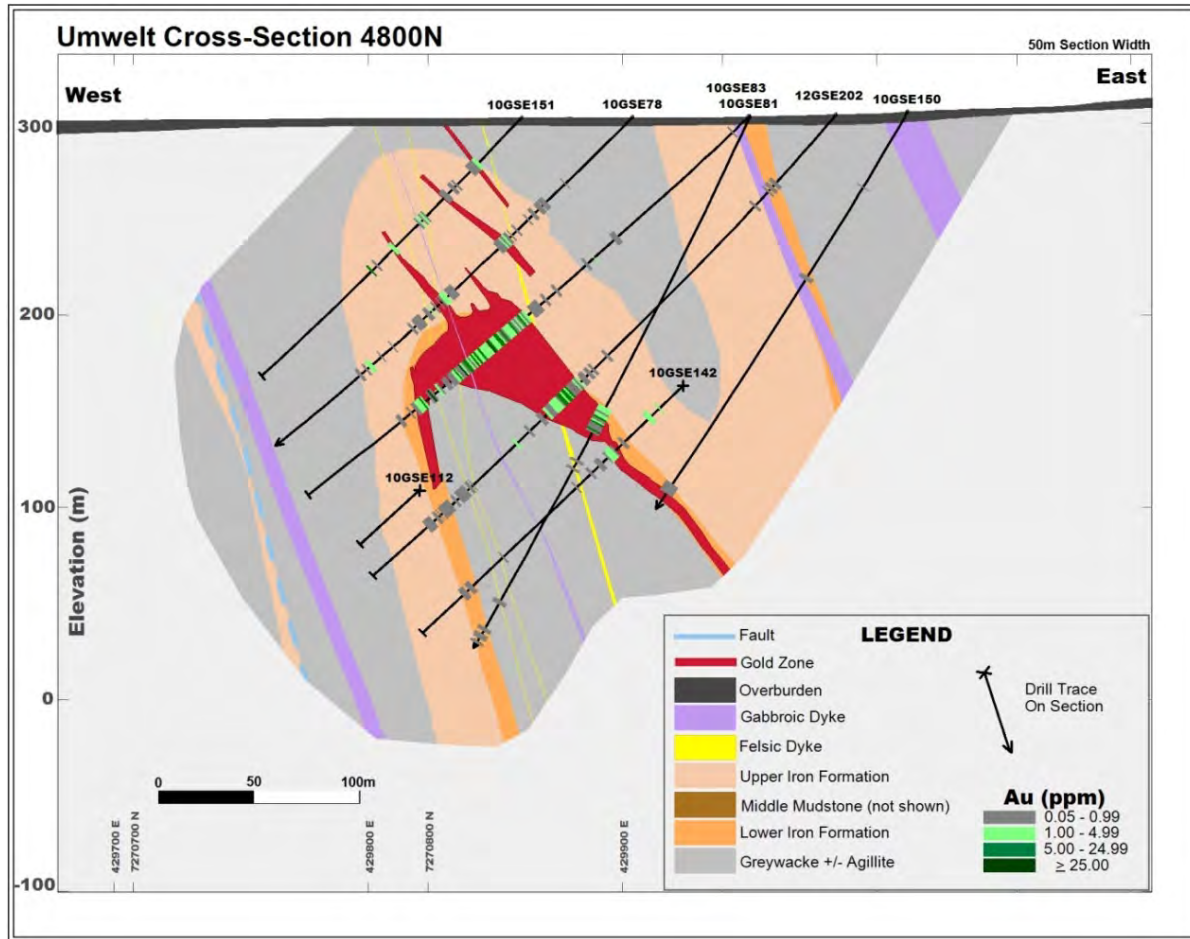 Umwelt Cross-Section 4800N
50m Section Width
West
East
10GSE151
10GSE78
10GSE83
10GSE81
12GSE202
10GSE150
300
200
100
0
-100
Elevation (m)
10GSE142
10GSE112
0 50 100m
429700 E
7270700 N
429800 E
7270800 N
429900 E
LEGEND
Fault
Gold Zone
Overburden
Gabbroic Dyke
Felsic Dyke
Upper Iron Formation
Middle Mudstone (not shown)
Lower Iron Formation
Greywacke +/- Agillite
Drill Trace
On Section
Au (ppm)
0.05 - 0.99
1.00 - 4.99
5.00 - 24.99
≥ 25.00